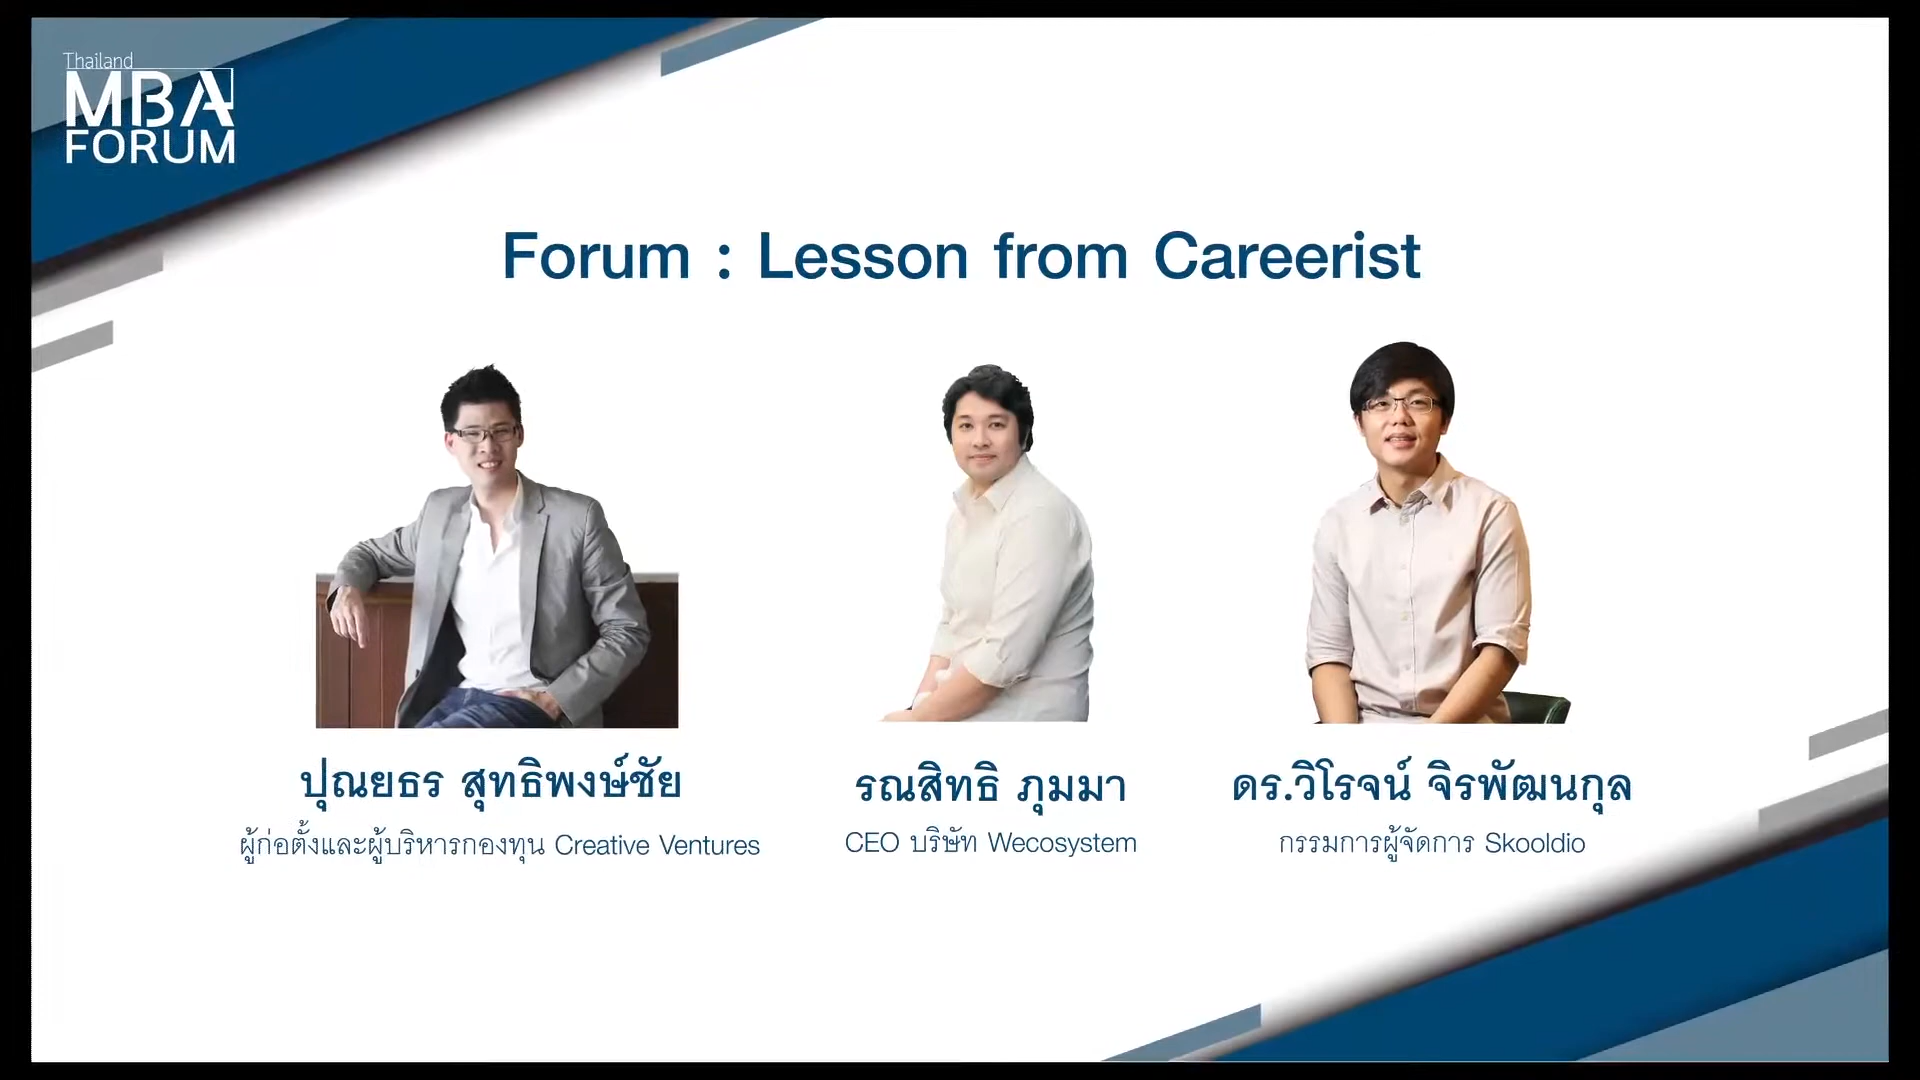 Thailand
MBA
FORUM
Forum : Lesson from Careerist
ปุณยธร สุทธิพงษ์ชัย
ผู้ก่อตั้งและผู้บริหารกองทุน Creative Ventures
รณสิทธิ ภุมมา
CEO บริษัท Wecosystem
ดร.วิโรจน์ จิรพัฒนกุล
กรรมการผู้จัดการ Skooldio